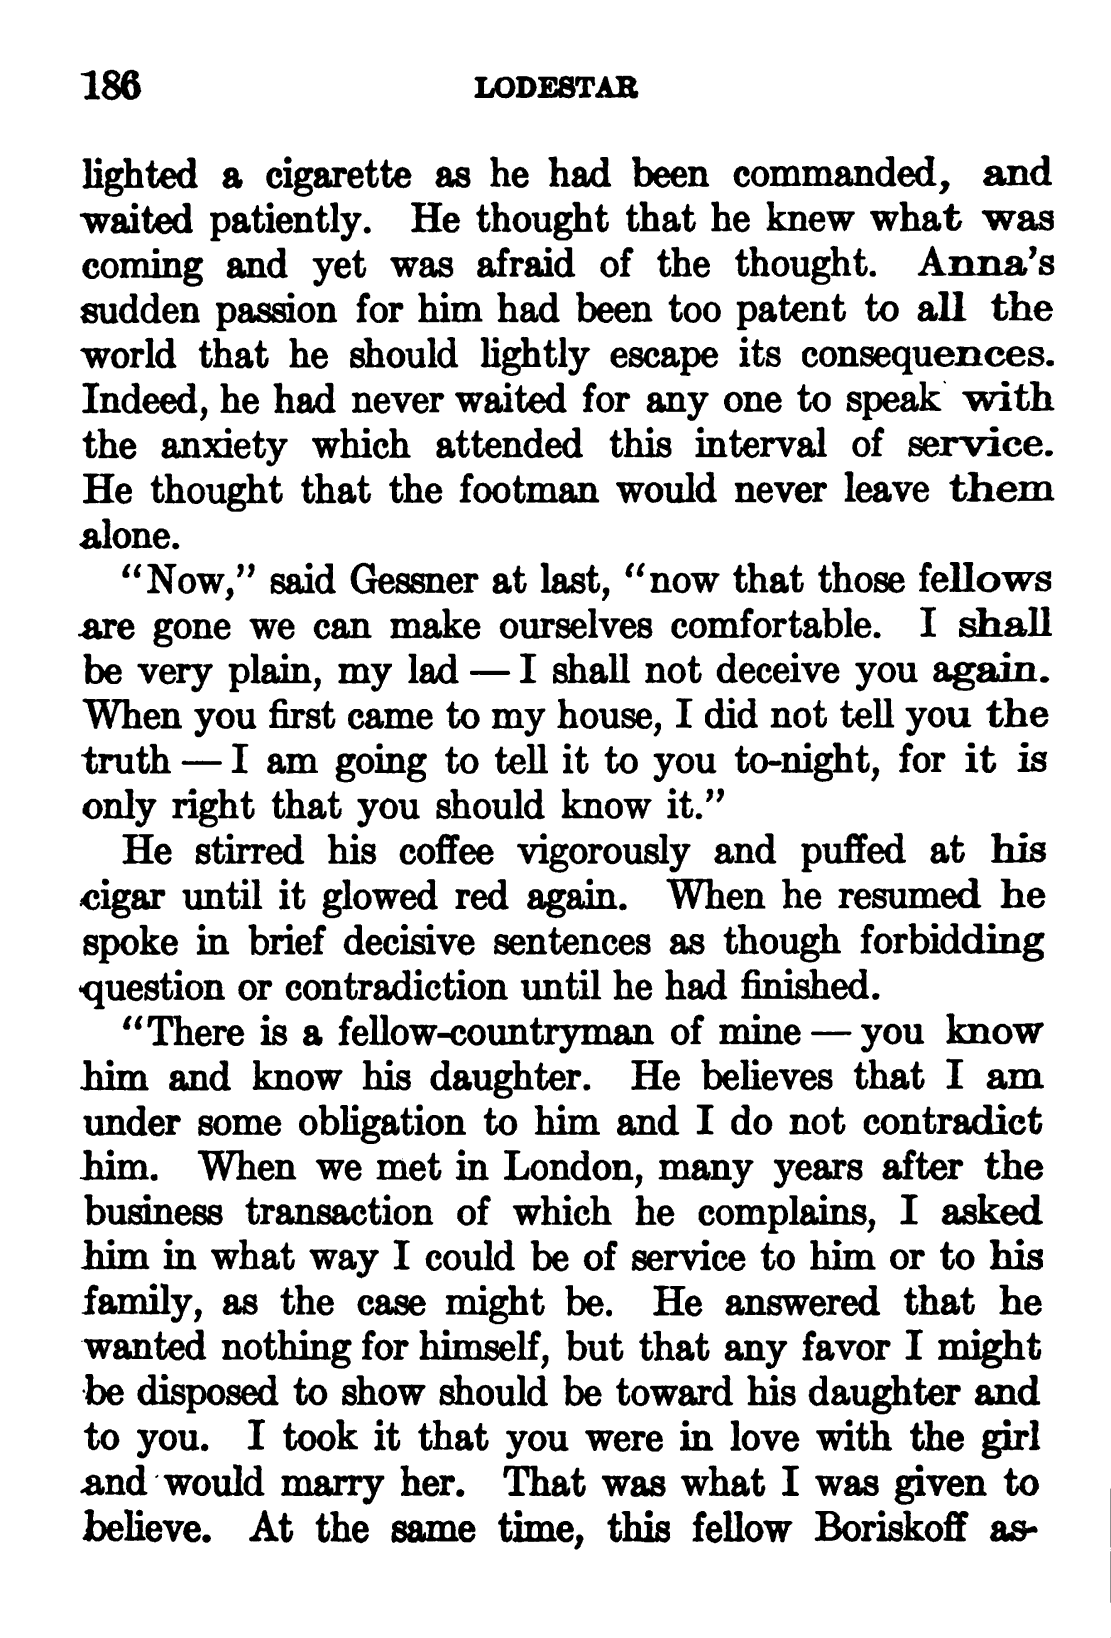 186 LODESTAR
lighted a cigarette as he had been commanded, and
waited patiently. He thought that he knew what was
coming and yet was afraid of the thought. Anna's
sudden passion for him had been too patent to all the
world that he should lightly escape its consequences.
Indeed, he had never waited for any one to speak with
the anxiety which attended this interval of service.
He thought that the footman would never leave them
alone.
"Now," said Gessner at last, "now that those fellows
are gone we can make ourselves comfortable. I shall
be very plain, my lad — I shall not deceive you again.
When you first came to my house, I did not tell you the
truth — I am going to tell it to you to-night, for it is
only right that you should know it."
He stirred his coffee vigorously and puffed at his
cigar until it glowed red again. When he resumed he
spoke in brief decisive sentences as though forbidding
question or contradiction until he had finished.
"There is a fellow-countryman of mine — you know
him and know his daughter. He believes that I am
under some obligation to him and I do not contradict
him. When we met in London, many years after the
business transaction of which he complains, I asked
him in what way I could be of service to him or to his
family, as the case might be. He answered that he
wanted nothing for himself, but that any favor I might
be disposed to show should be toward his daughter and
to you. I took it that you were in love with the girl
and would marry her. That was what I was given to
believe. At the same time, this fellow Boriskoff as-